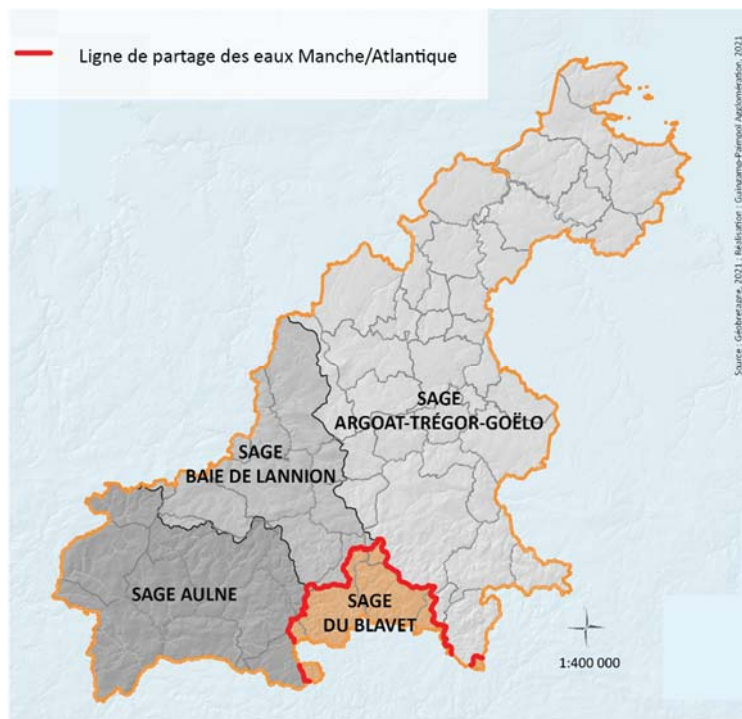 Ligne de partage des eaux Manche/Atlantique
SAGE
ARGOAT-TRÉGOR-GOËLO
SAGE
BAIE DE LANNION
SAGE AULNE
SAGE
DU BLAVET
1:400 000
Source : Géobretagne, 2021 ; Réalisation : Guingamp-Paimpol Agglomération, 2021